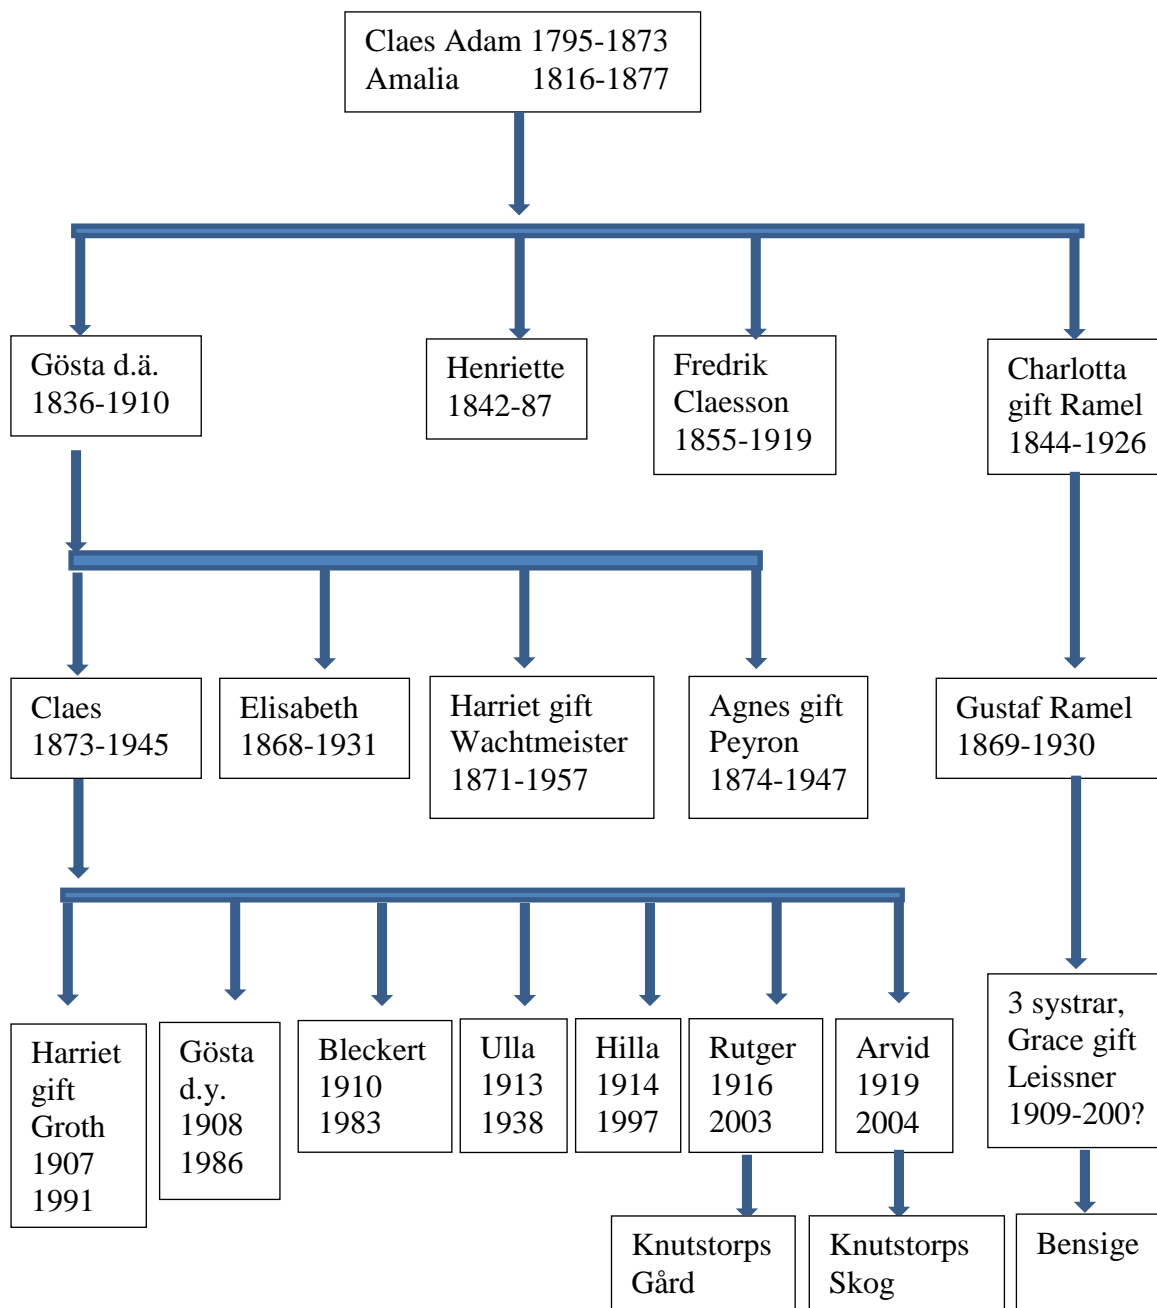 Claes Adam 1795-1873
Amalia 1816-1877
Gösta d.ä.
1836-1910
Henriette
1842-87
Fredrik
Claesson
1855-1919
Charlotta
gift Ramel
1844-1926
Claes
1873-1945
Elisabeth
1868-1931
Harriet gift
Wachtmeister
1871-1957
Agnes gift
Peyron
1874-1947
Gustaf Ramel
1869-1930
Harriet
gift
Groth
1907
1991
Gösta
d.y.
1908
1986
Bleckert
1910
1983
Ulla
1913
1938
Hilla
1914
1997
Rutger
1916
2003
Arvid
1919
2004
3 systrar,
Grace gift
Leissner
1909-200?
Knutstorps
Gård
Knutstorps
Skog
Bensige